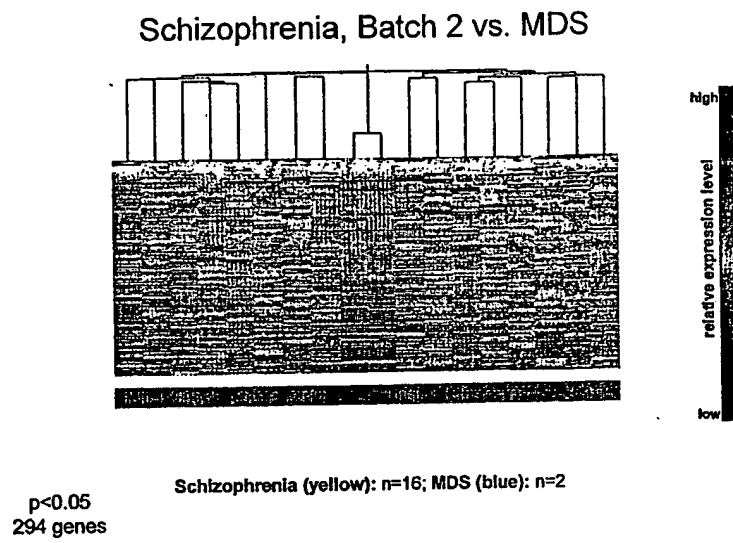 Schizophrenia, Batch 2 vs. MDS
high
relative expression level
low
Schizophrenia (yellow): n=16; MDS (blue): n=2
p<0.05
294 genes